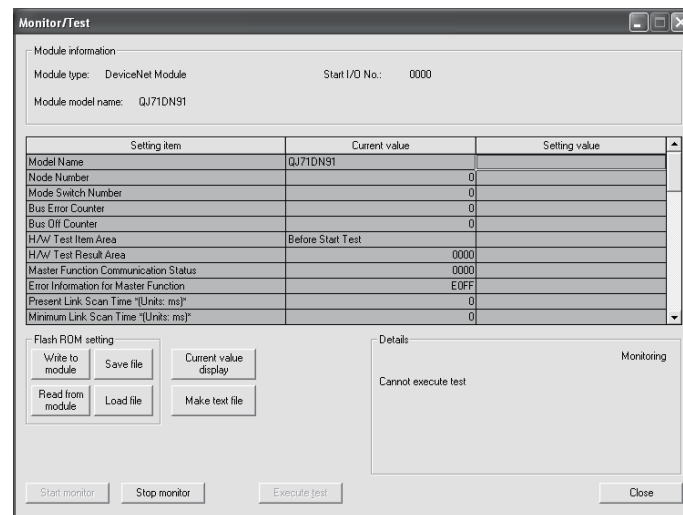 Monitor/Test
Module information
Module type: DeviceNet Module Start I/O No.: 0000
Module model name: QJ71DN91
Setting item Current value Setting value
Model Name QJ71DN91
Node Number 0
Mode Switch Number 0
Bus Error Counter 0
Bus Off Counter 0
H/W Test Item Area Before Start Test
H/W Test Result Area 0000
Master Function Communication Status 0000
Error Information for Master Function E0FF
Present Link Scan Time *(Units: ms)* 0
Minimum Link Scan Time *(Units: ms)* 0
Flash ROM setting
Write to
module
Save file
Current value
display
Read from
module
Load file
Make text file
Details
Monitoring
Cannot execute test
Start monitor Stop monitor Execute test Close